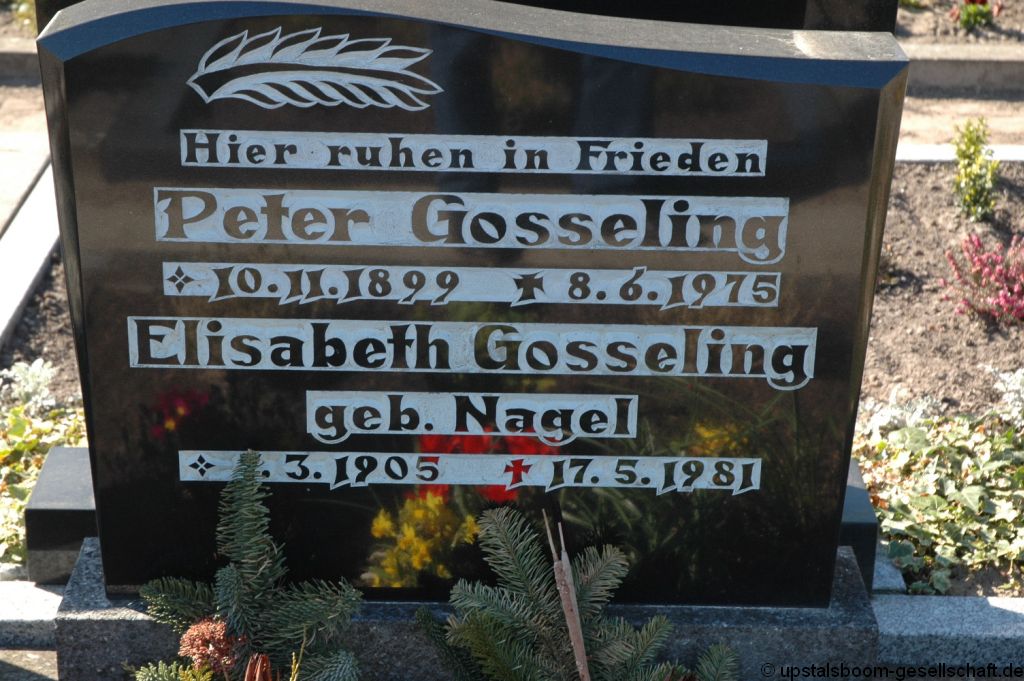 Hier ruhen in Frieden
Peter Gosseling
10.11.1899 ✝ 8.6.1975
Elisabeth Gosseling
geb. Nagel
.3.1905 ✝ 17.5.1981
© upstalsboom-gesellschaft.de